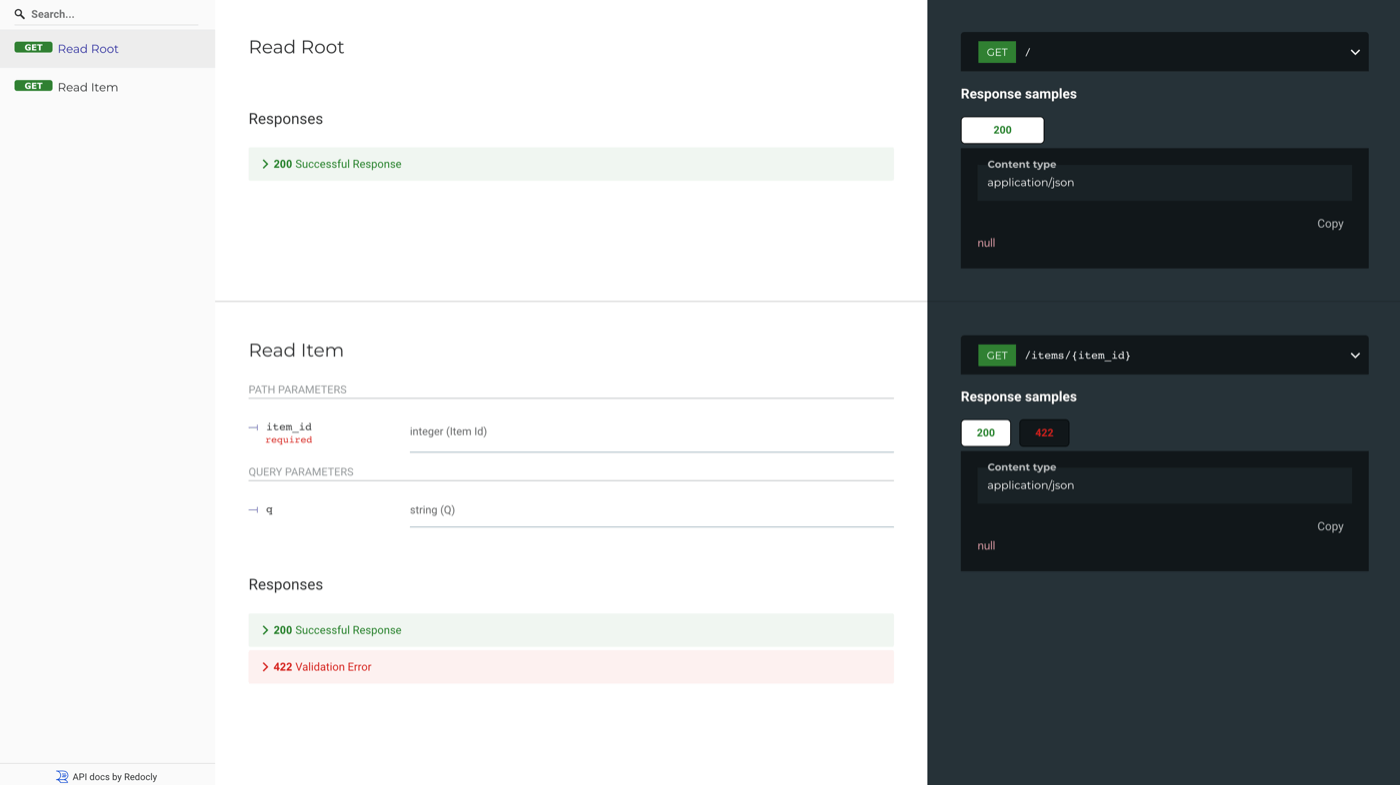 Search...
GET Read Root
GET Read Item
API docs by Redocly
Read Root
Responses
200 Successful Response
GET /
Response samples
200
Content type
application/json
Copy
null
Read Item
PATH PARAMETERS
item_id
required
integer (Item Id)
QUERY PARAMETERS
q string (Q)
Responses
200 Successful Response
422 Validation Error
GET /items/{item_id}
Response samples
200 422
Content type
application/json
Copy
null